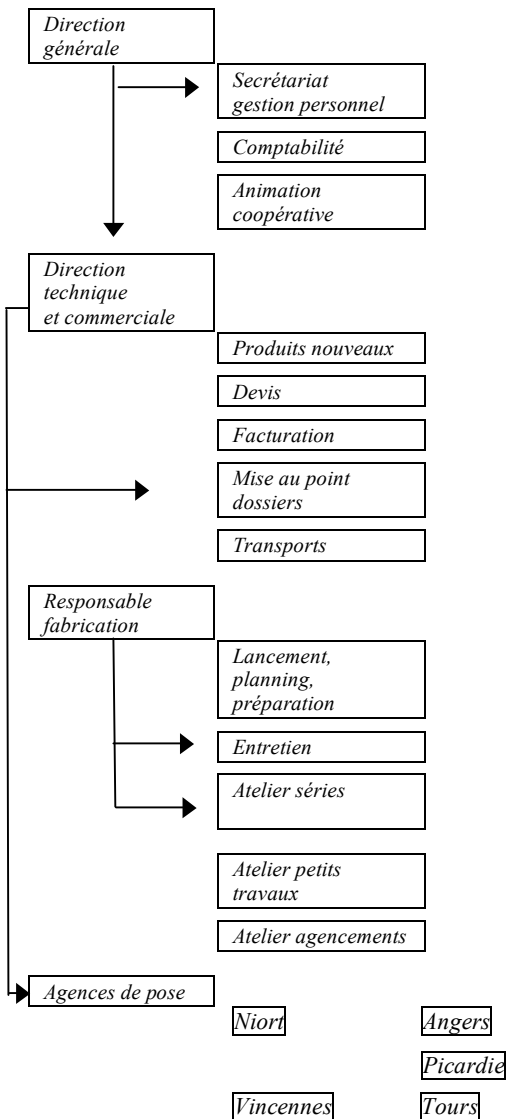 Direction
générale
Secrétariat
gestion personnel
Comptabilité
Animation
coopérative
Direction
technique
et commerciale
Produits nouveaux
Devis
Facturation
Mise au point
dossiers
Transports
Responsable
fabrication
Lancement,
planning,
préparation
Entretien
Atelier séries
Atelier petits
travaux
Atelier agencements
Agences de pose
Niort Angers
Picardie
Vincennes Tours